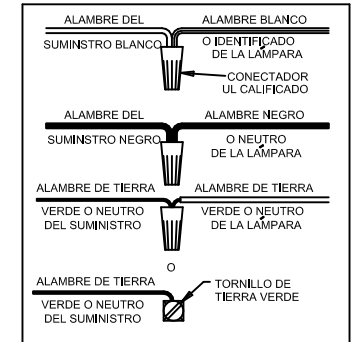 ALAMBRE DEL
SUMINSTRO BLANCO
ALAMBRE BLANCO
O IDENTIFICADO
DE LA LÁMPARA
CONECTADOR
UL CALIFICADO
ALAMBRE DEL
SUMINSTRO NEGRO
ALAMBRE NEGRO
O NEUTRO
DE LA LÁMPARA
ALAMBRE DE TIERRA
VERDE O NEUTRO
DEL SUMINISTRO
ALAMBRE DE TIERRA
VERDE O NEUTRO
DE LA LÁMPARA
O
ALAMBRE DE TIERRA
VERDE O NEUTRO
DEL SUMINISTRO
TORNILLO DE
TIERRA VERDE